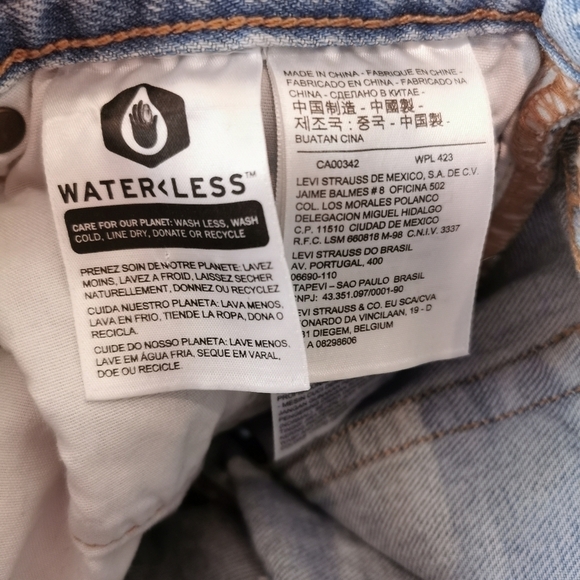 WATER<LESS™
CARE FOR OUR PLANET: WASH LESS, WASH
COLD, LINE DRY, DONATE OR RECYCLE
PRENEZ SOIN DE NOTRE PLANETE: LAVEZ
MOINS, LAVEZ A FROID, LAISSEZ SECHER
NATURELLEMENT, DONNEZ OU RECYCLEZ
CUIDA NUESTRO PLANETA: LAVA MENOS,
LAVA EN FRIO, TIENDE LA ROPA, DONA O
RECICLA.
CUIDE DO NOSSO PLANETA: LAVE MENOS,
LAVE EM ÁGUA FRIA, SEQUE EM VARAL,
DOE OU RECICLE.
MADE IN CHINA - FABRIQUE EN CHINE -
FABRICADO EN CHINA - FABRICADO NA
CHINA - СДЕЛАНО В КИТАЕ -
中国制造 - 中國製 -
제조국 : 중국 - 中国製 -
BUATAN CINA
CA00342 WPL 423
LEVI STRAUSS DE MEXICO, S.A. DE C.V.
JAIME BALMES # 8 OFICINA 502
COL. LOS MORALES POLANCO
DELEGACION MIGUEL HIDALGO
C.P. 11510 CIUDAD DE MEXICO
R.F.C. LSM 660818 M-98 C.N.I.V. 3337
LEVI STRAUSS DO BRASIL
AV. PORTUGAL, 400
06690-110
ITAPEVI – SAO PAULO BRASIL
CNPJ: 43.351.097/0001-90
LEVI STRAUSS & CO. EU SCA/CVA
ONARDO DA VINCILAAN, 19 - D
31 DIEGEM, BELGIUM
A 08298606